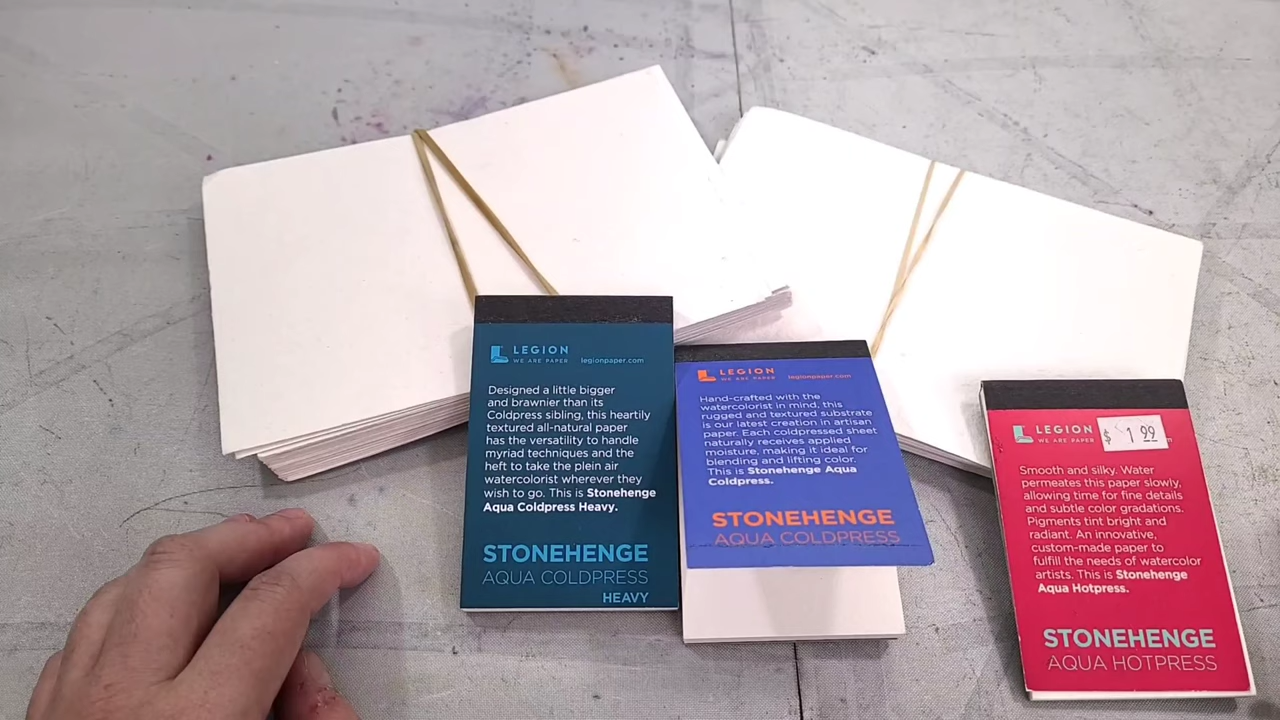 LEGION
WE ARE PAPER
legionpaper.com
Designed a little bigger
and brawnier than its
Coldpress sibling, this heartily
textured all-natural paper
has the versatility to handle
myriad techniques and the
heft to take the plein air
watercolorist wherever they
wish to go. This is Stonehenge
Aqua Coldpress Heavy.
STONEHENGE
AQUA COLDPRESS
HEAVY
LEGION
WE ARE PAPER
legionpaper.com
Hand-crafted with the
watercolorist in mind, this
rugged and textured substrate
is our latest creation in artisan
paper. Each coldpressed sheet
naturally receives applied
moisture, making it ideal for
blending and lifting color.
This is Stonehenge Aqua
Coldpress.
STONEHENGE
AQUA COLDPRESS
LEGION
WE ARE PAPER
$ 1 99
Smooth and silky. Water
permeates this paper slowly,
allowing time for fine details
and subtle color gradations.
Pigments tint bright and
radiant. An innovative,
custom-made paper to
fulfill the needs of watercolor
artists. This is Stonehenge
Aqua Hotpress.
STONEHENGE
AQUA HOTPRESS